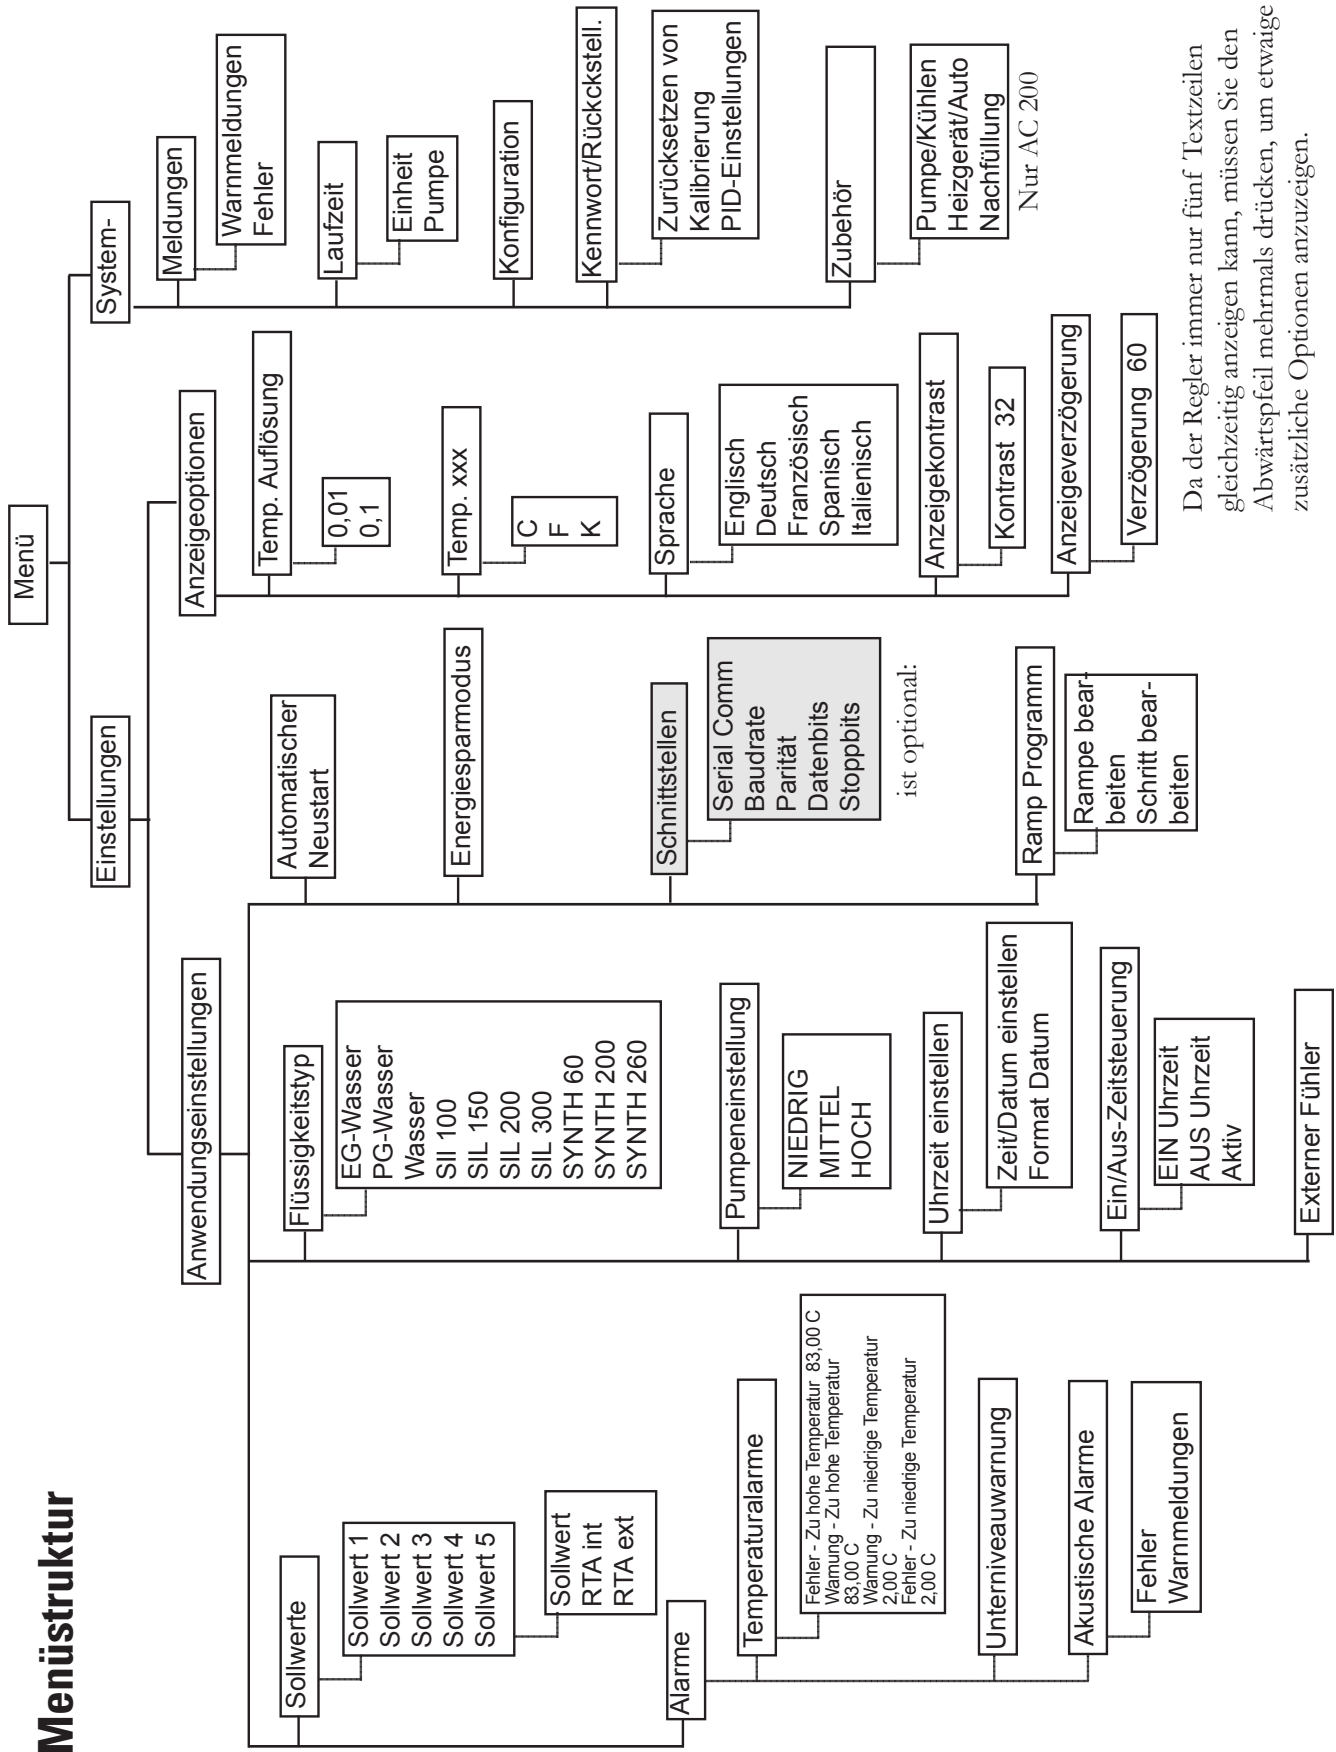 Menüstruktur
Menü
Einstellungen
System-
Anwendungseinstellungen
Anzeigeoptionen
Sollwerte
Sollwert 1
Sollwert 2
Sollwert 3
Sollwert 4
Sollwert 5
Sollwert
RTA int
RTA ext
Alarme
Temperaturalarme
Fehler - Zu hohe Temperatur 83,00 C
Warnung - Zu hohe Temperatur
83,00 C
Warnung - Zu niedrige Temperatur
2,00 C
Fehler - Zu niedrige Temperatur
2,00 C
Unterniveauwarnung
Akustische Alarme
Fehler
Warnmeldungen
Flüssigkeitstyp
EG-Wasser
PG-Wasser
Wasser
SIl 100
SIL 150
SIL 200
SIL 300
SYNTH 60
SYNTH 200
SYNTH 260
Pumpeneinstellung
NIEDRIG
MITTEL
HOCH
Uhrzeit einstellen
Zeit/Datum einstellen
Format Datum
Ein/Aus-Zeitsteuerung
EIN Uhrzeit
AUS Uhrzeit
Aktiv
Externer Fühler
Automatischer
Neustart
Energiesparmodus
Schnittstellen
Serial Comm
Baudrate
Parität
Datenbits
Stoppbits
ist optional:
Ramp Programm
Rampe bear-
beiten
Schritt bear-
beiten
Temp. Auflösung
0,01
0,1
Temp. xxx
C
F
K
Sprache
Englisch
Deutsch
Französisch
Spanisch
Italienisch
Anzeigekontrast
Kontrast 32
Anzeigeverzögerung
Verzögerung 60
Meldungen
Warnmeldungen
Fehler
Laufzeit
Einheit
Pumpe
Konfiguration
Kennwort/Rückckstell.
Zurücksetzen von
Kalibrierung
PID-Einstellungen
Zubehör
Pumpe/Kühlen
Heizgerät/Auto
Nachfüllung
Nur AC 200
Da der Regler immer nur fünf Textzeilen
gleichzeitig anzeigen kann, müssen Sie den
Abwärtspfeil mehrmals drücken, um etwaige
zusätzliche Optionen anzuzeigen.